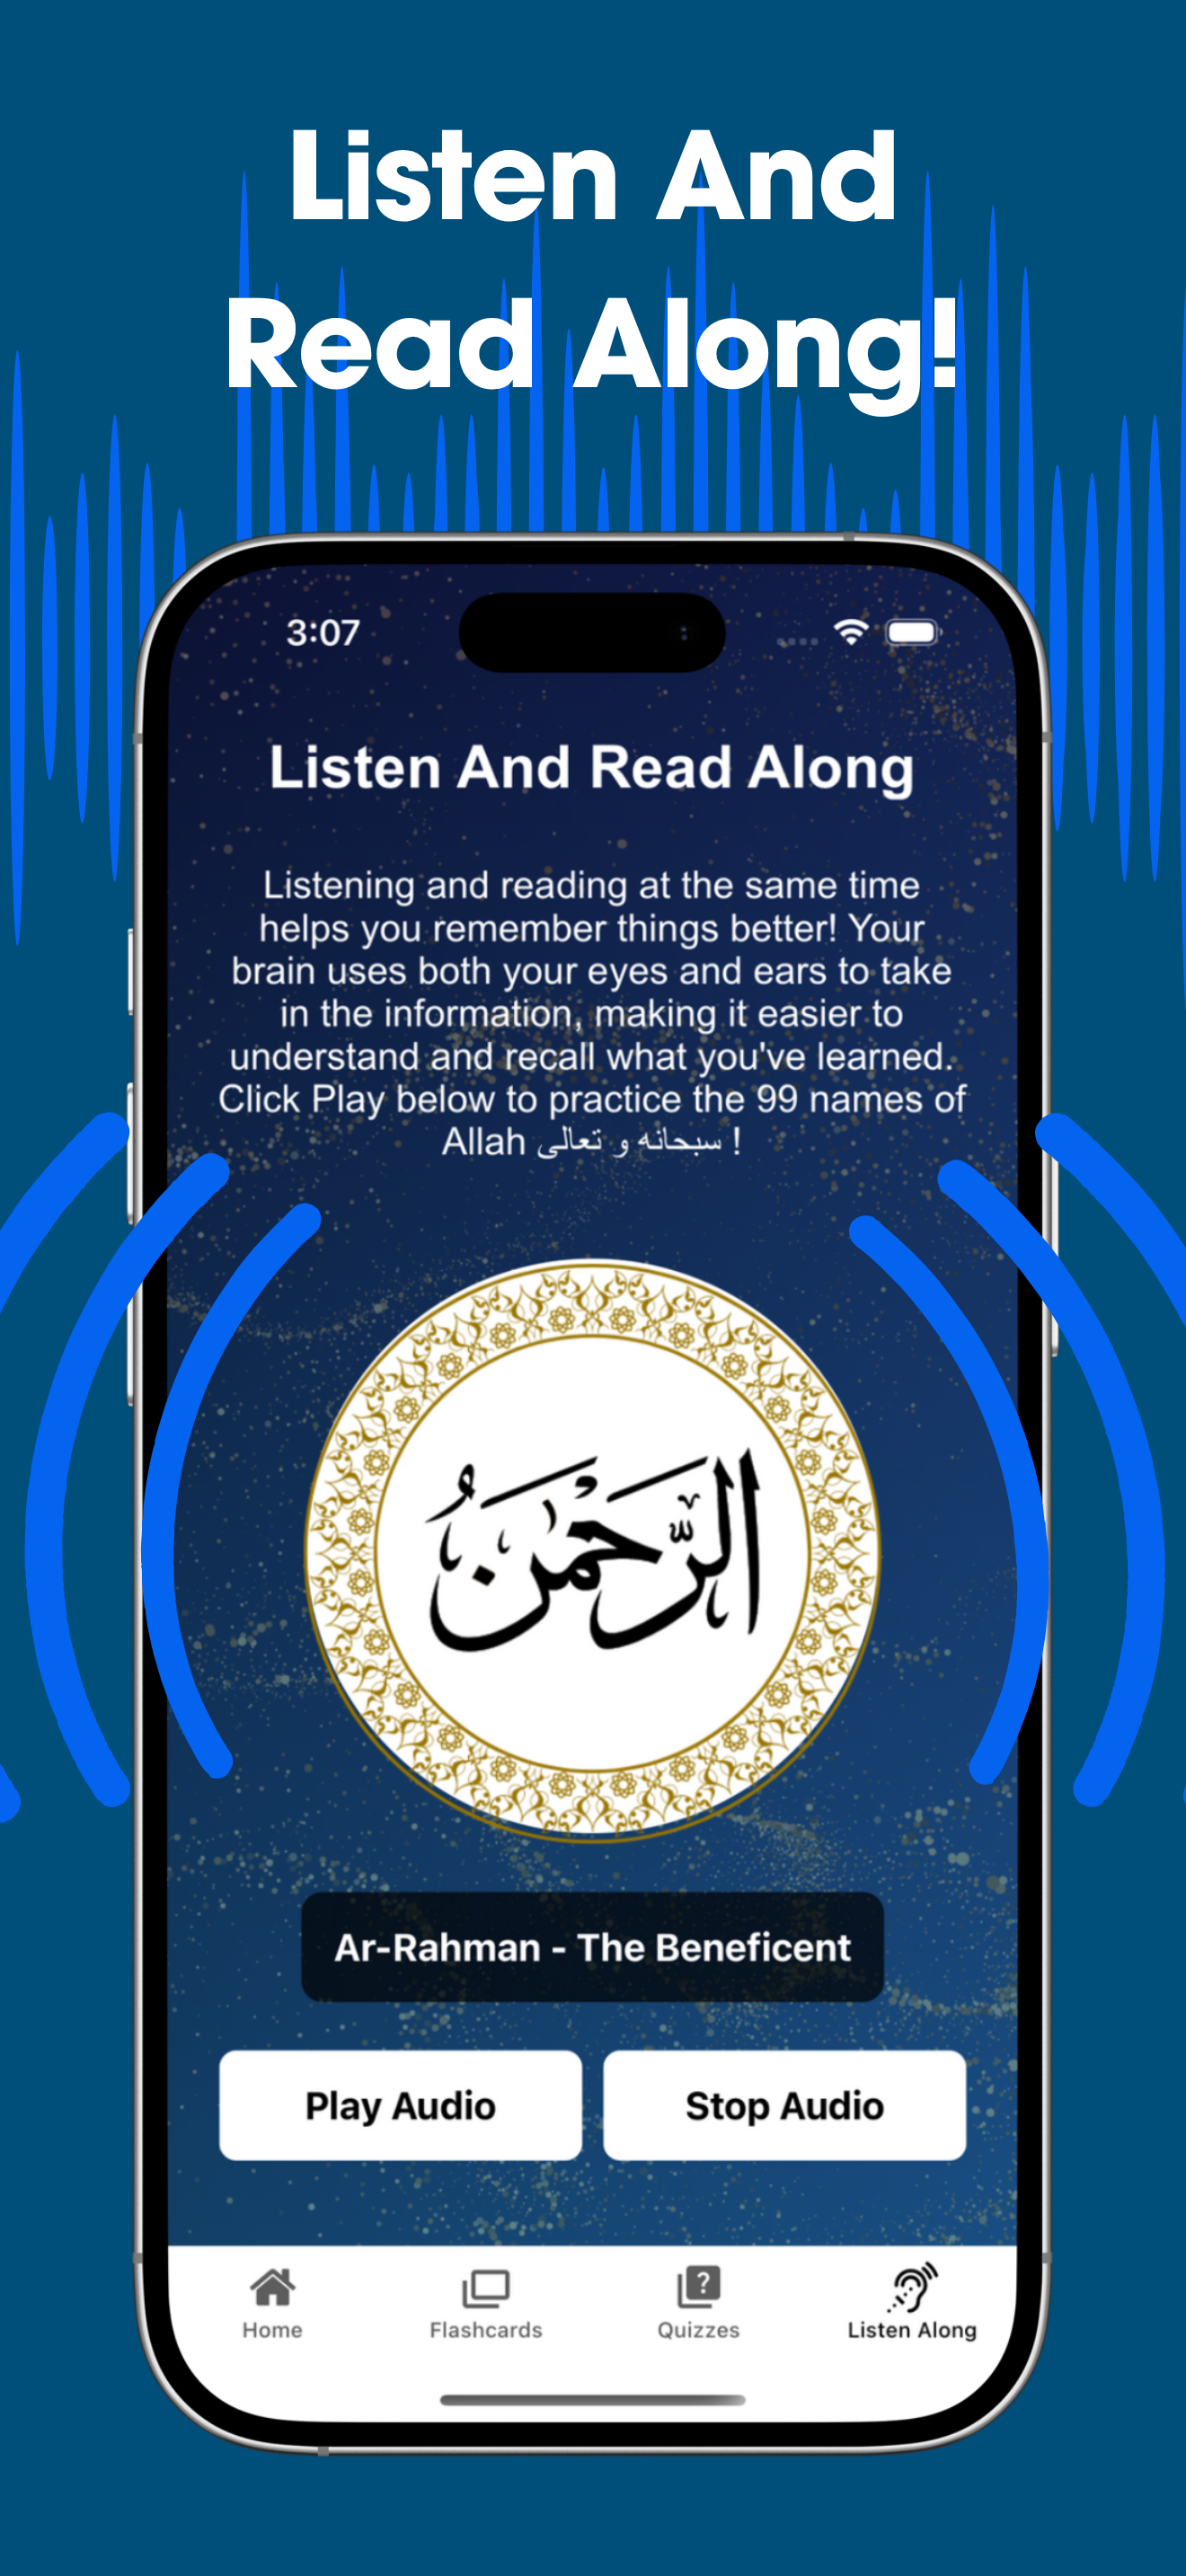 Listen And
Read Along!
3:07
Listen And Read Along
Listening and reading at the same time
helps you remember things better! Your
brain uses both your eyes and ears to take
in the information, making it easier to
understand and recall what you've learned.
Click Play below to practice the 99 names of
Allah سبحانه و تعالى !
الرَّحْمَٰنُ
Ar-Rahman - The Beneficent
Play Audio
Stop Audio
Home
Flashcards
Quizzes
Listen Along